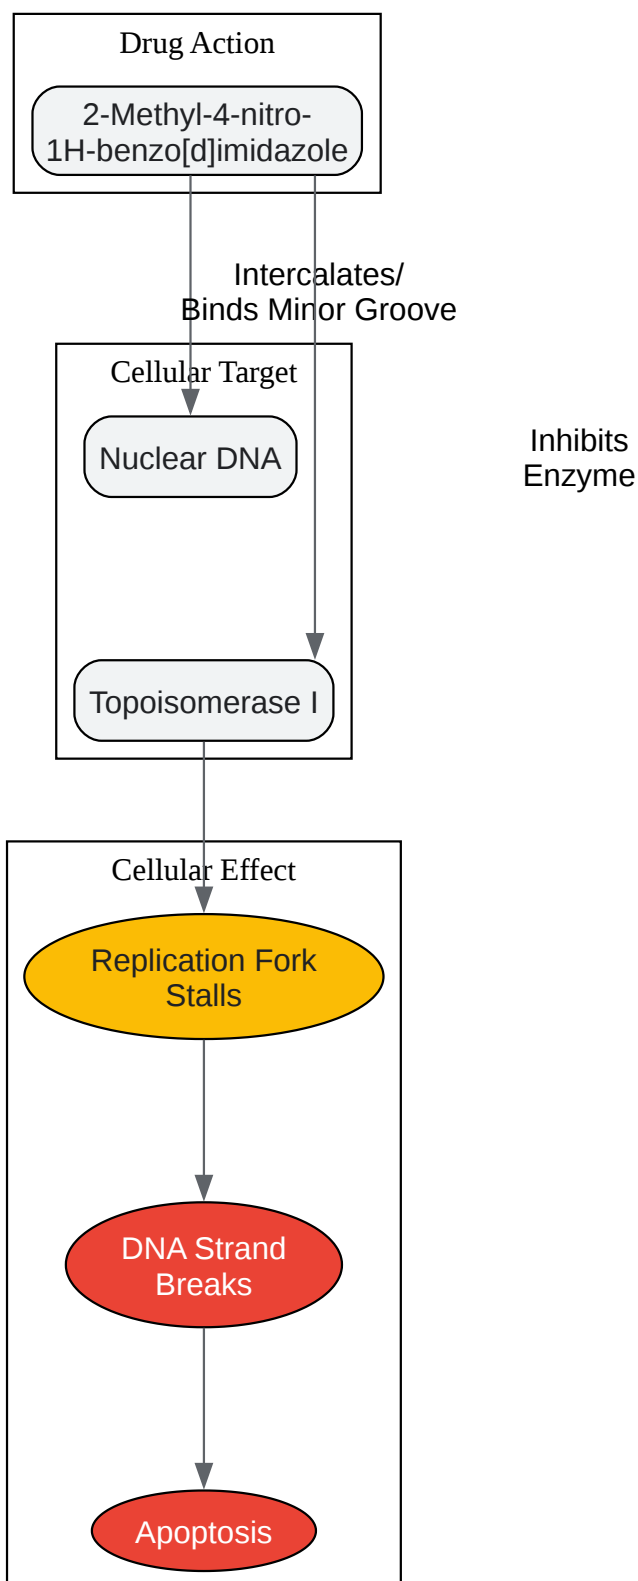 Drug Action
2-Methyl-4-nitro-
1H-benzo[d]imidazole
Intercalates/
Binds Minor Groove
Cellular Target
Nuclear DNA
Inhibits
Enzyme
Topoisomerase I
Cellular Effect
Replication Fork
Stalls
DNA Strand
Breaks
Apoptosis